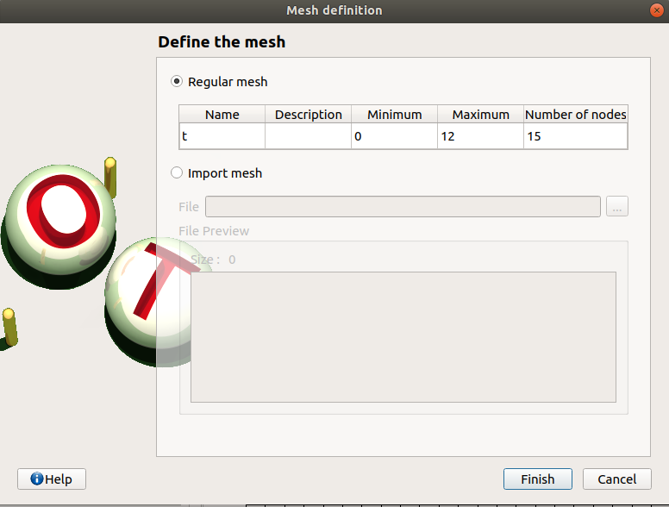 Mesh definition
Define the mesh
Regular mesh
Name Description Minimum Maximum Number of nodes
t 0 12 15
Import mesh
File ...
File Preview
Size : 0
O
T
Help Finish Cancel